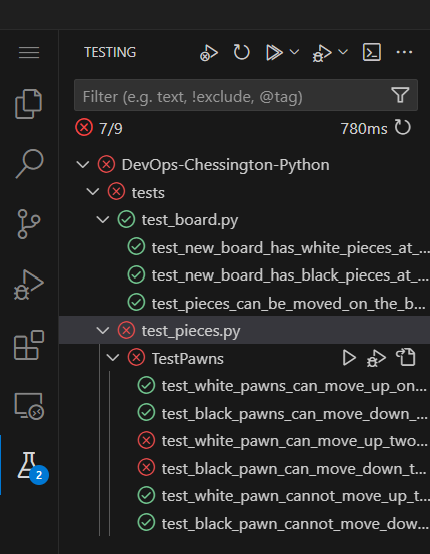 TESTING
Filter (e.g. text, !exclude, @tag)
7/9 780ms
DevOps-Chessington-Python
tests
test_board.py
test_new_board_has_white_pieces_at_...
test_new_board_has_black_pieces_at_...
test_pieces_can_be_moved_on_the_b...
test_pieces.py
TestPawns
test_white_pawns_can_move_up_on...
test_black_pawns_can_move_down_...
test_white_pawn_can_move_up_two...
test_black_pawn_can_move_down_t...
test_white_pawn_cannot_move_up_t...
test_black_pawn_cannot_move_dow...
2